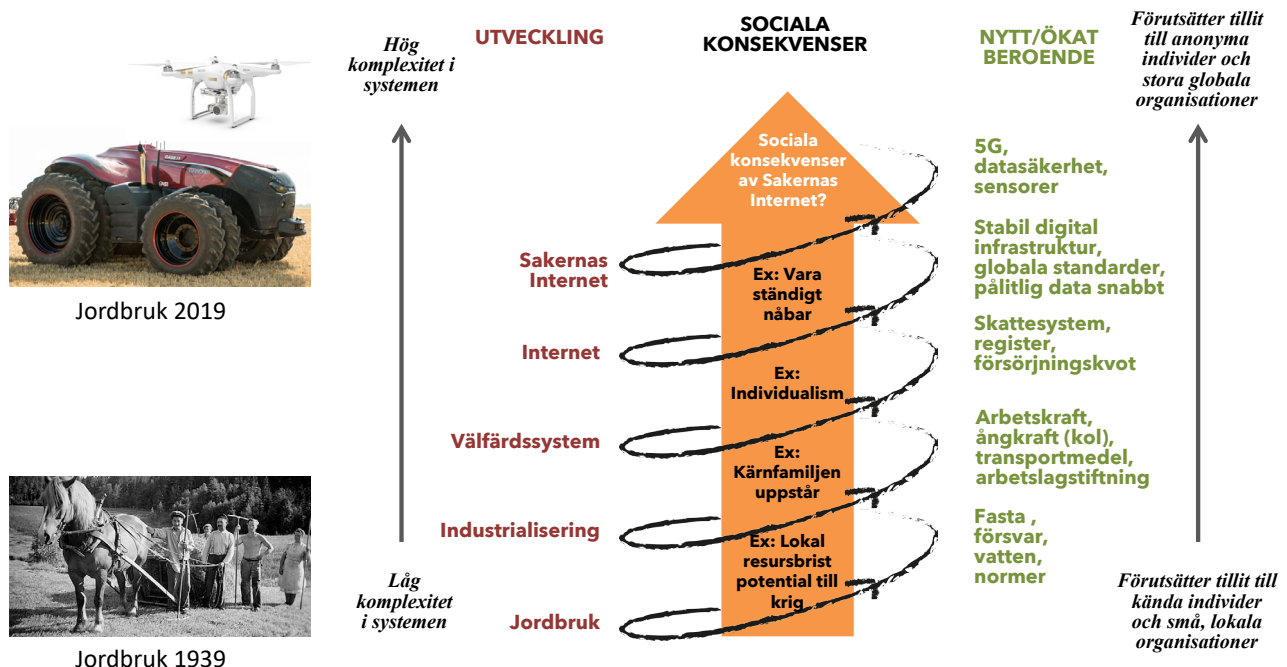 Hög
komplexitet i
systemen
UTVECKLING
SOCIALA
KONSEKVENSER
NYTT/ÖKAT
BEROENDE
Förutsätter tillit
till anonyma
individer och
stora globala
organisationer
Sociala
konsekvenser
av Sakernas
Internet?
5G,
datasäkerhet,
sensorer
Jordbruk 2019
Sakernas
Internet
Ex: Vara
ständigt
nåbar
Stabil digital
infrastruktur,
globala standarder,
pålitlig data snabbt
Internet
Ex:
Individualism
Skattesystem,
register,
försörjningskvot
Välfärdssystem
Ex:
Kärnfamiljen
uppstår
Arbetskraft,
ångkraft (kol),
transportmedel,
arbetslagstiftning
Industrialisering
Ex: Lokal
resursbrist
potential till
krig
Fasta ,
försvar,
vatten,
normer
Jordbruk
Låg
komplexitet
i systemen
Förutsätter tillit till
kända individer
och små, lokala
organisationer
Jordbruk 1939